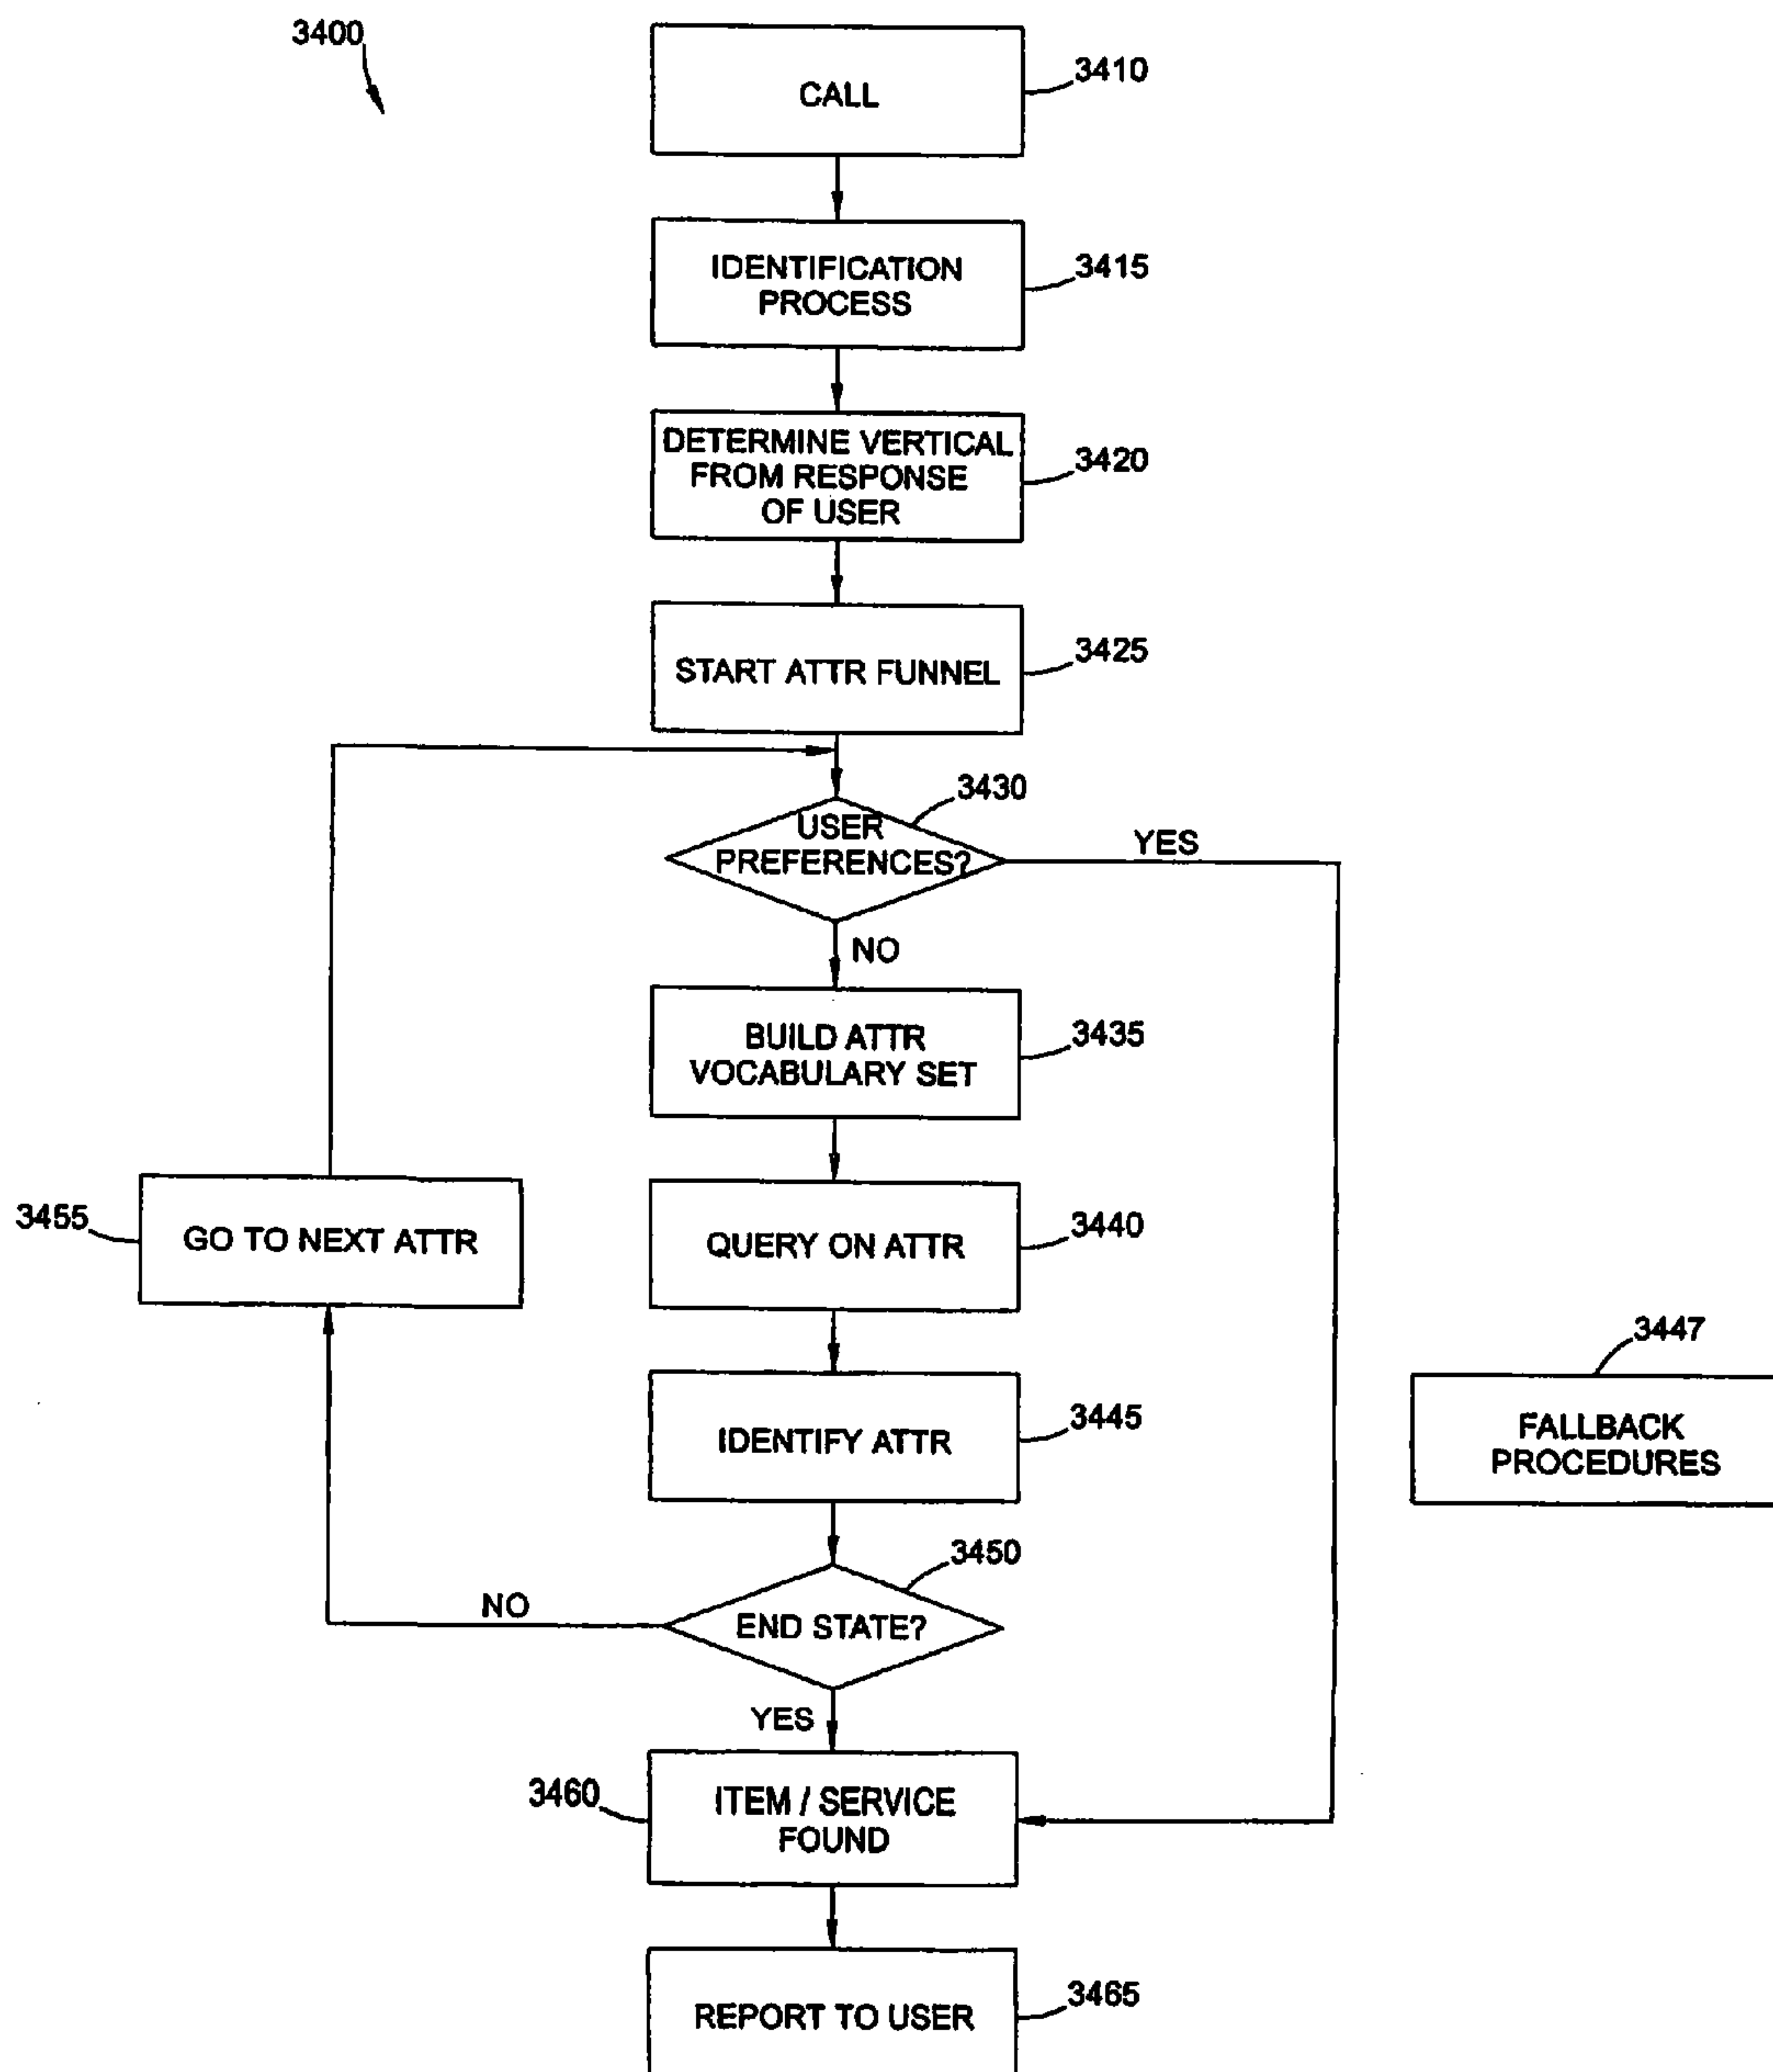 3400
CALL
3410
IDENTIFICATION
PROCESS
3415
DETERMINE VERTICAL
FROM RESPONSE
OF USER
3420
START ATTR FUNNEL
3425
3430
USER
PREFERENCES?
YES
NO
BUILD ATTR
VOCABULARY SET
3435
3455
GO TO NEXT ATTR
QUERY ON ATTR
3440
3447
FALLBACK
PROCEDURES
IDENTIFY ATTR
3445
3450
NO
END STATE?
YES
3460
ITEM / SERVICE
FOUND
REPORT TO USER
3465